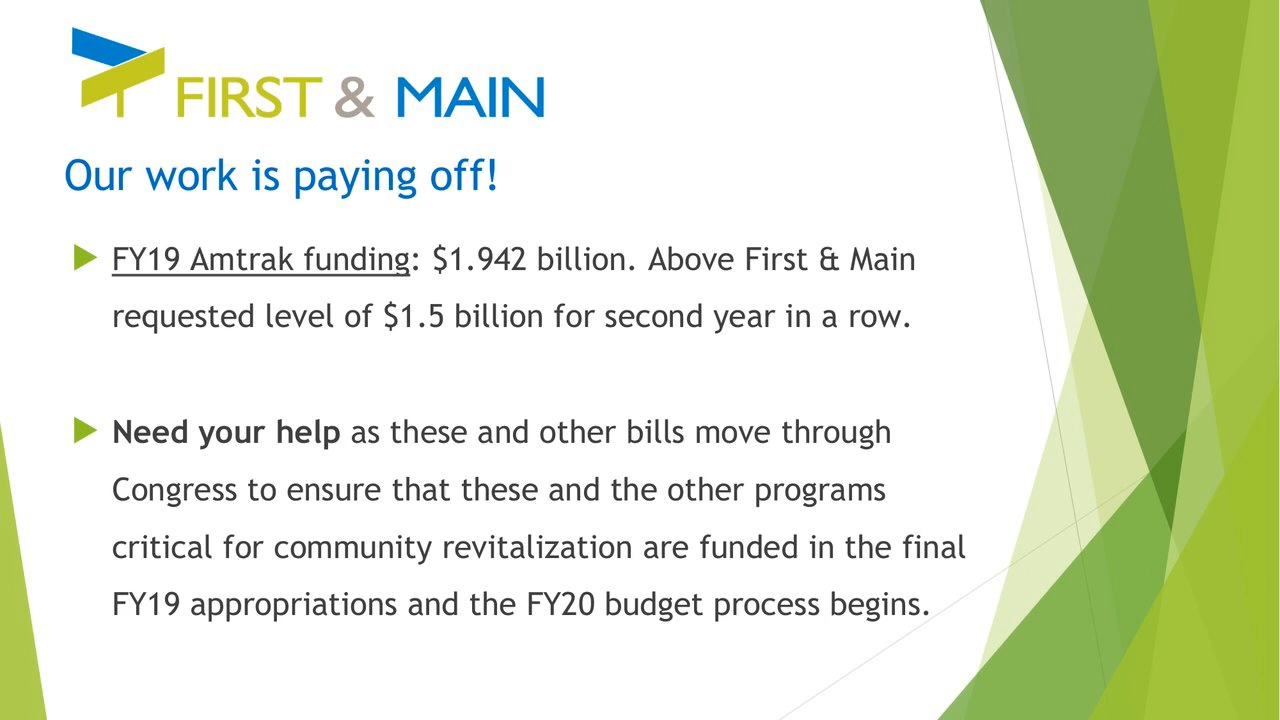 FIRST & MAIN
Our work is paying off!
FY19 Amtrak funding: $1.942 billion. Above First & Main
requested level of $1.5 billion for second year in a row.
Need your help as these and other bills move through
Congress to ensure that these and the other programs
critical for community revitalization are funded in the final
FY19 appropriations and the FY20 budget process begins.